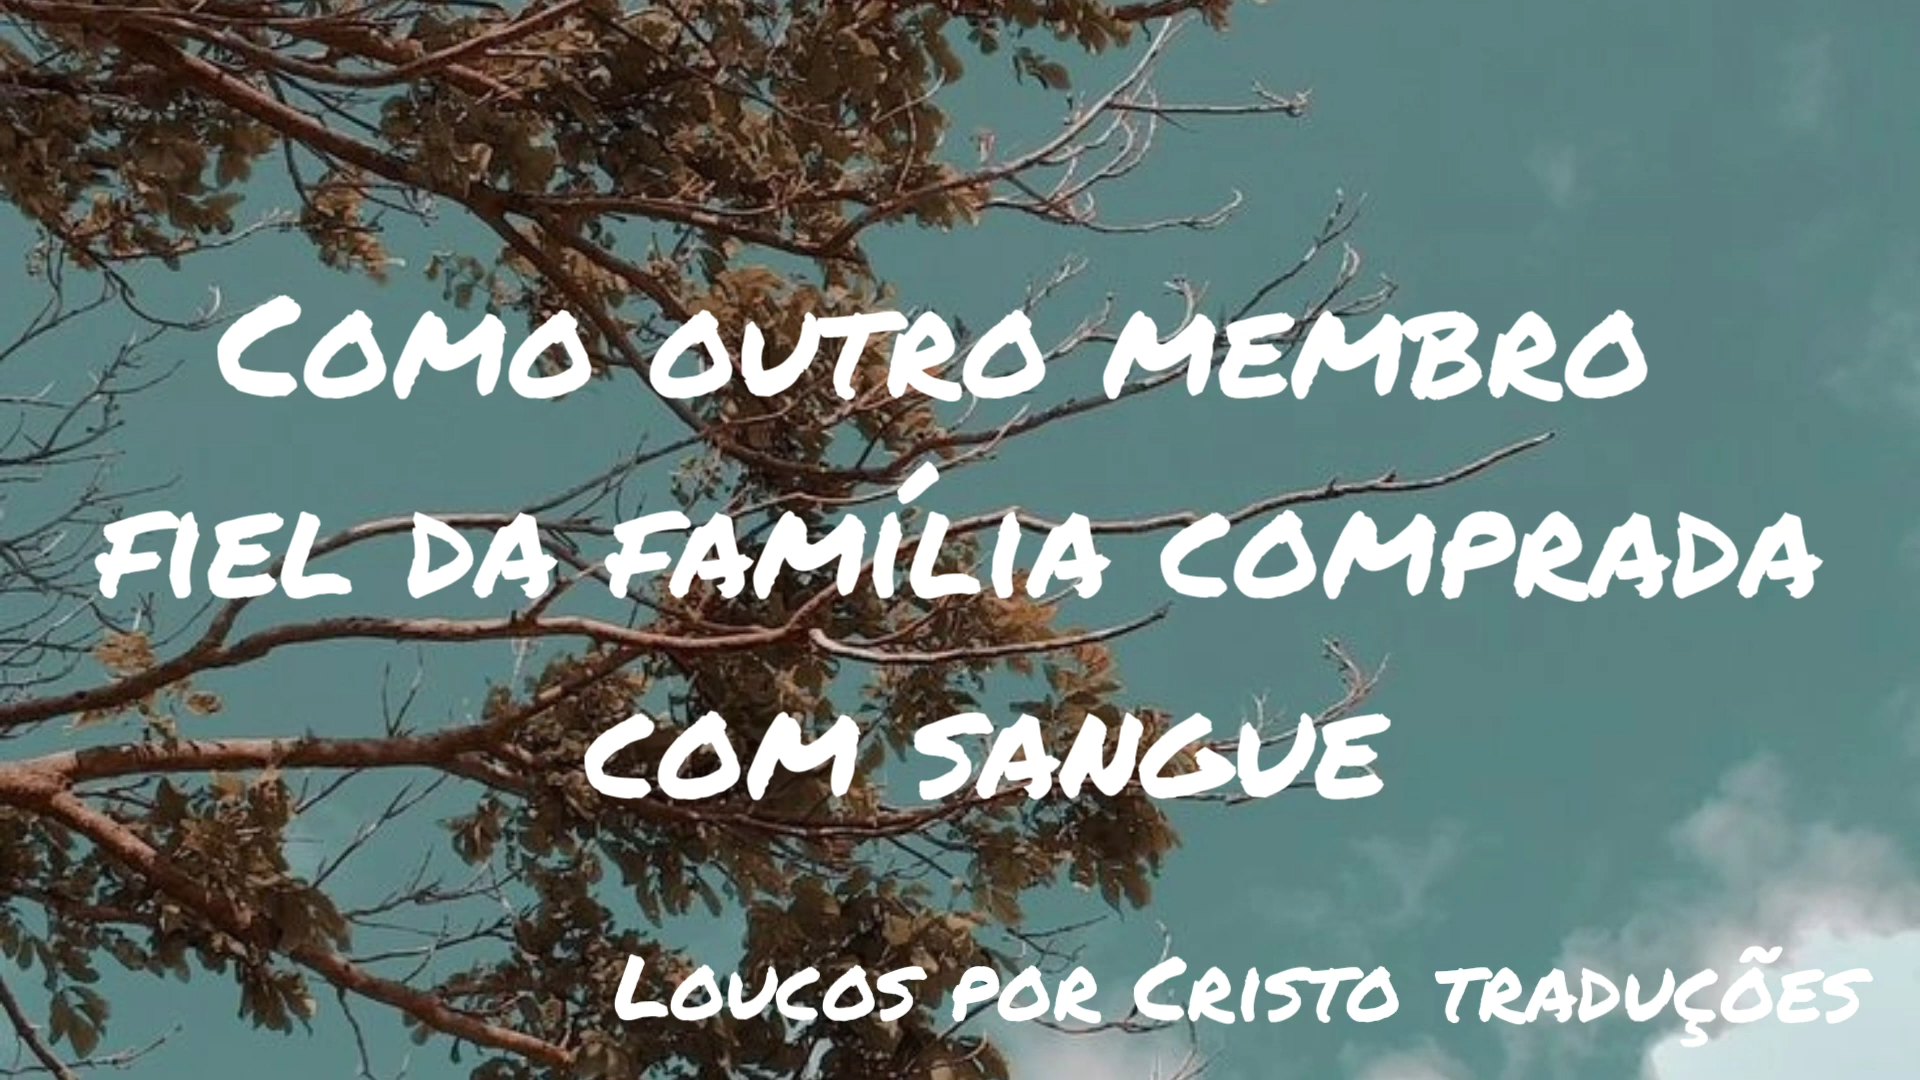 Como outro membro
fiel da família comprada
com sangue
Loucos por Cristo traduções